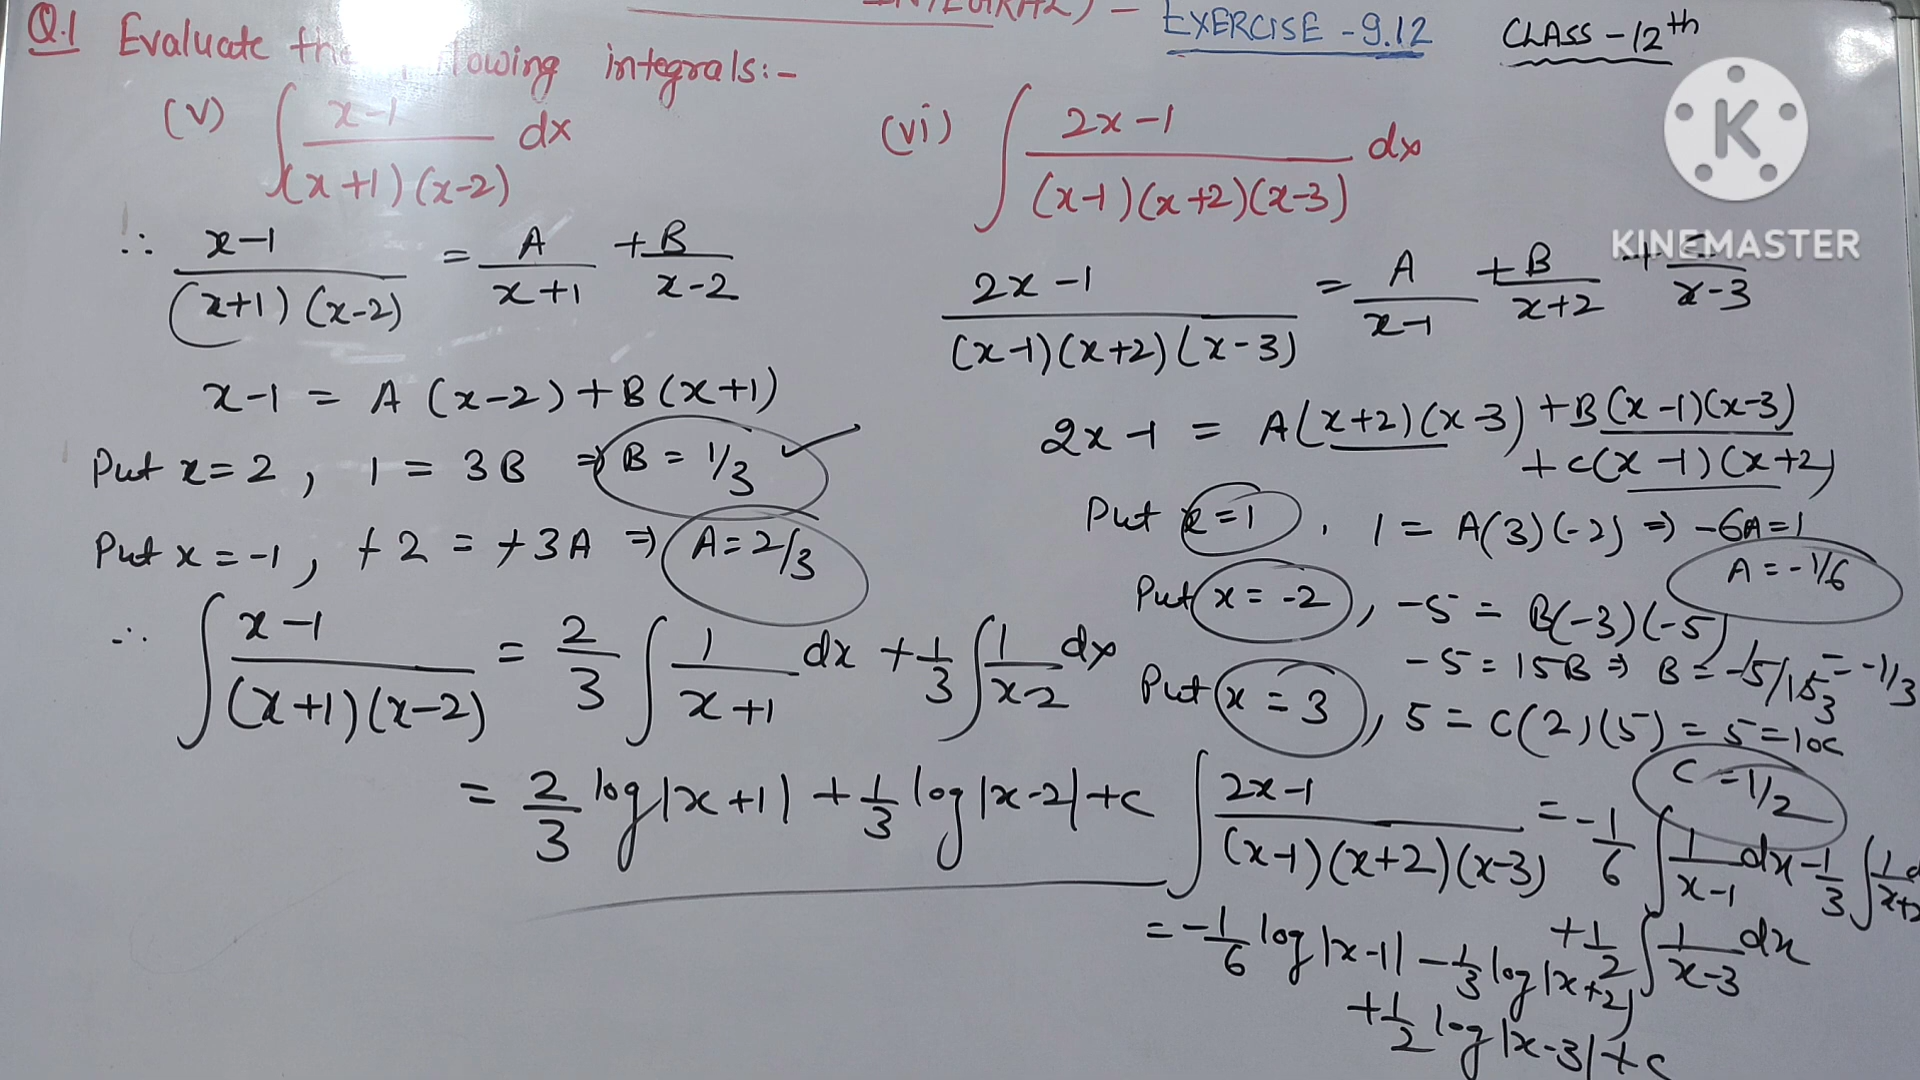 INTEGRALS) - EXERCISE - 9.12 CLASS - 12th
Q.1 Evaluate the following integrals:-
(v) ∫ (x-1)/((x+1)(x-2)) dx
∴ (x-1)/((x+1)(x-2)) = A/(x+1) + B/(x-2)
x-1 = A(x-2) + B(x+1)
Put x=2, 1 = 3B ⇒ B = 1/3 ✓
Put x=-1, +2 = +3A ⇒ A = 2/3
∴ ∫ (x-1)/((x+1)(x-2)) = 2/3 ∫ 1/(x+1) dx + 1/3 ∫ 1/(x-2) dx
= 2/3 log|x+1| + 1/3 log|x-2| + c
(vi) ∫ (2x-1)/((x-1)(x+2)(x-3)) dx
(2x-1)/((x-1)(x+2)(x-3)) = A/(x-1) + B/(x+2) + C/(x-3)
2x-1 = A(x+2)(x-3) + B(x-1)(x-3)
+ C(x-1)(x+2)
Put x=1, 1 = A(3)(-2) ⇒ -6A=1
A = -1/6
Put x = -2, -5 = B(-3)(-5)
-5 = 15B ⇒ B = -5/15 = -1/3
3
Put x = 3, 5 = C(2)(5) = 5 = 10C
C = 1/2
∫ (2x-1)/((x-1)(x+2)(x-3)) = -1/6 ∫ 1/(x-1) dx - 1/3 ∫ 1/(x+2) d
+ 1/2 ∫ 1/(x-3) dx
= -1/6 log|x-1| - 1/3 log|x+2|
+ 1/2 log|x-3| + c
K
KINEMASTER